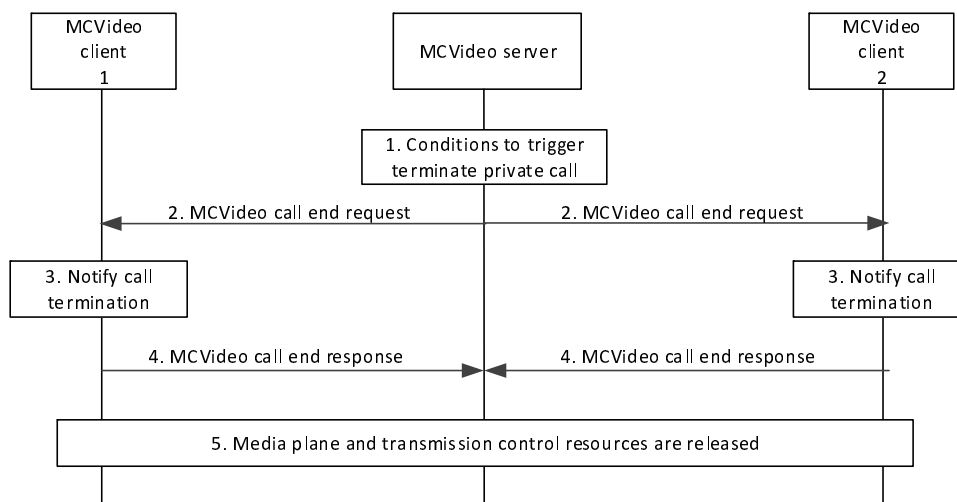 MCVideo
client
1
MCVideo server
MCVideo
client
2
1. Conditions to trigger
terminate private call
2. MCVideo call end request
2. MCVideo call end request
3. Notify call
termination
3. Notify call
termination
4. MCVideo call end response
4. MCVideo call end response
5. Media plane and transmission control resources are released